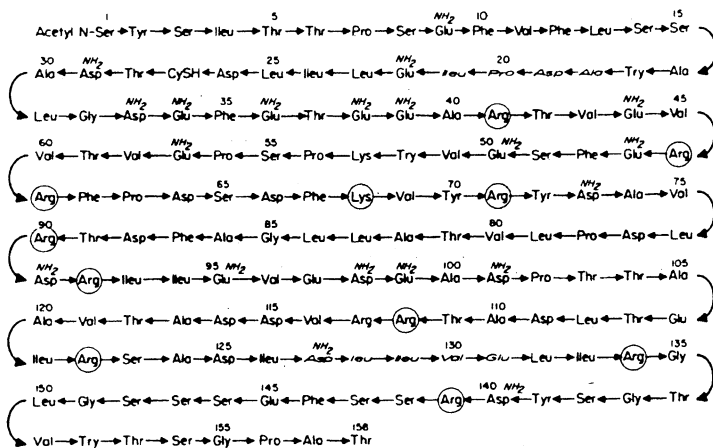 1 5 NH₂ 10 15
Acetyl N-Ser→Tyr→Ser→Ileu→Thr→Thr→Pro→Ser→Glu→Phe→Val→Phe→Leu→Ser→Ser
30 NH₂ 25 NH₂ 20
Ala←Asp←Thr←CySH←Asp←Leu←Ileu←Leu←Glu←Ileu←Pro←Asp←Ala←Try←Ala
NH₂ NH₂ 35 NH₂ NH₂ NH₂ 40 NH₂ 45
Leu→Gly→Asp→Glu→Phe→Glu→Thr→Glu→Glu→Ala→Arg→Thr→Val→Glu→Val
60 NH₂ 55 50 NH₂ NH₂
Val←Thr←Val←Glu←Pro←Ser←Pro←Lys←Try←Val←Glu←Ser←Phe←Glu←Arg
65 70 NH₂ 75
Arg→Phe→Pro→Asp→Ser→Asp→Phe→Lys→Val→Tyr→Arg→Tyr→Asp→Ala→Val
90 85 80
Arg←Thr←Asp←Phe←Ala←Gly←Leu←Leu←Ala←Thr←Val←Leu←Pro←Asp←Leu
NH₂ 95 NH₂ NH₂ NH₂ 100 NH₂ 105
Asp→Arg→Ileu→Ileu→Glu→Val→Glu→Asp→Glu→Ala→Asp→Pro→Thr→Thr→Ala
120 115 110
Ala←Val←Thr←Ala←Asp←Asp←Val←Arg←Arg←Thr←Ala←Asp←Leu←Thr←Glu
125 NH₂ 130 135
Ileu→Arg→Ser→Ala→Asp→Ileu→Asp→Leu→Ileu→Val→Glu→Leu→Ileu→Arg→Gly
150 145 140 NH₂
Leu←Gly←Ser←Ser←Ser←Glu←Phe←Ser←Ser←Arg←Asp←Tyr←Ser←Gly←Thr
155 158
Val→Try→Thr→Ser→Gly→Pro→Ala→Thr